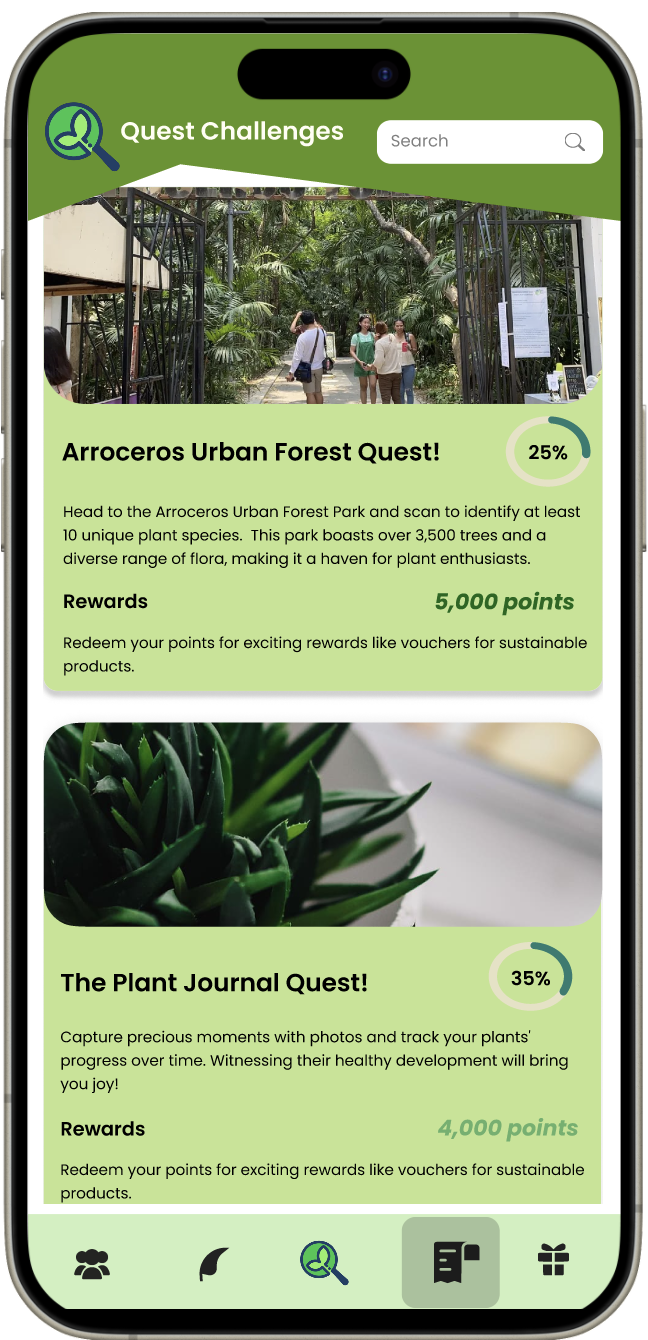 Quest Challenges
Search
Arroceros Urban Forest Quest!
25%
Head to the Arroceros Urban Forest Park and scan to identify at least
10 unique plant species.  This park boasts over 3,500 trees and a
diverse range of flora, making it a haven for plant enthusiasts.
Rewards
5,000 points
Redeem your points for exciting rewards like vouchers for sustainable
products.
The Plant Journal Quest!
35%
Capture precious moments with photos and track your plants'
progress over time. Witnessing their healthy development will bring
you joy!
Rewards
4,000 points
Redeem your points for exciting rewards like vouchers for sustainable
products.